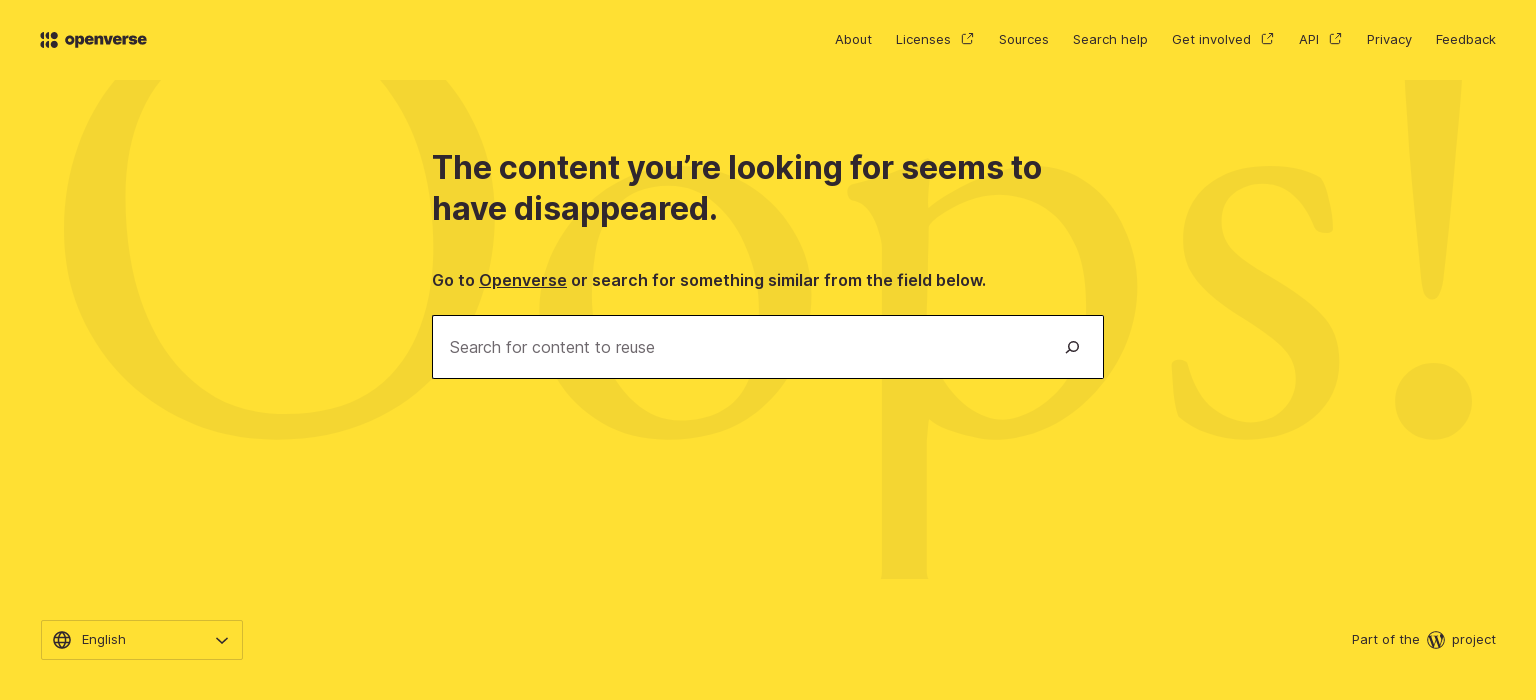 openverse
About Licenses Sources Search help Get involved API Privacy Feedback
Oops!
The content you’re looking for seems to
have disappeared.
Go to Openverse or search for something similar from the field below.
Search for content to reuse
English
Part of the project